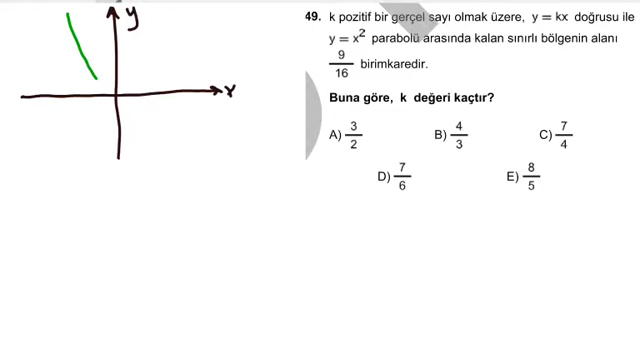 y
x
49. k pozitif bir gerçel sayı olmak üzere, y = kx doğrusu ile
y = x² parabolü arasında kalan sınırlı bölgenin alanı
9/16 birimkaredir.
Buna göre, k değeri kaçtır?
A) 3/2 B) 4/3 C) 7/4
D) 7/6 E) 8/5